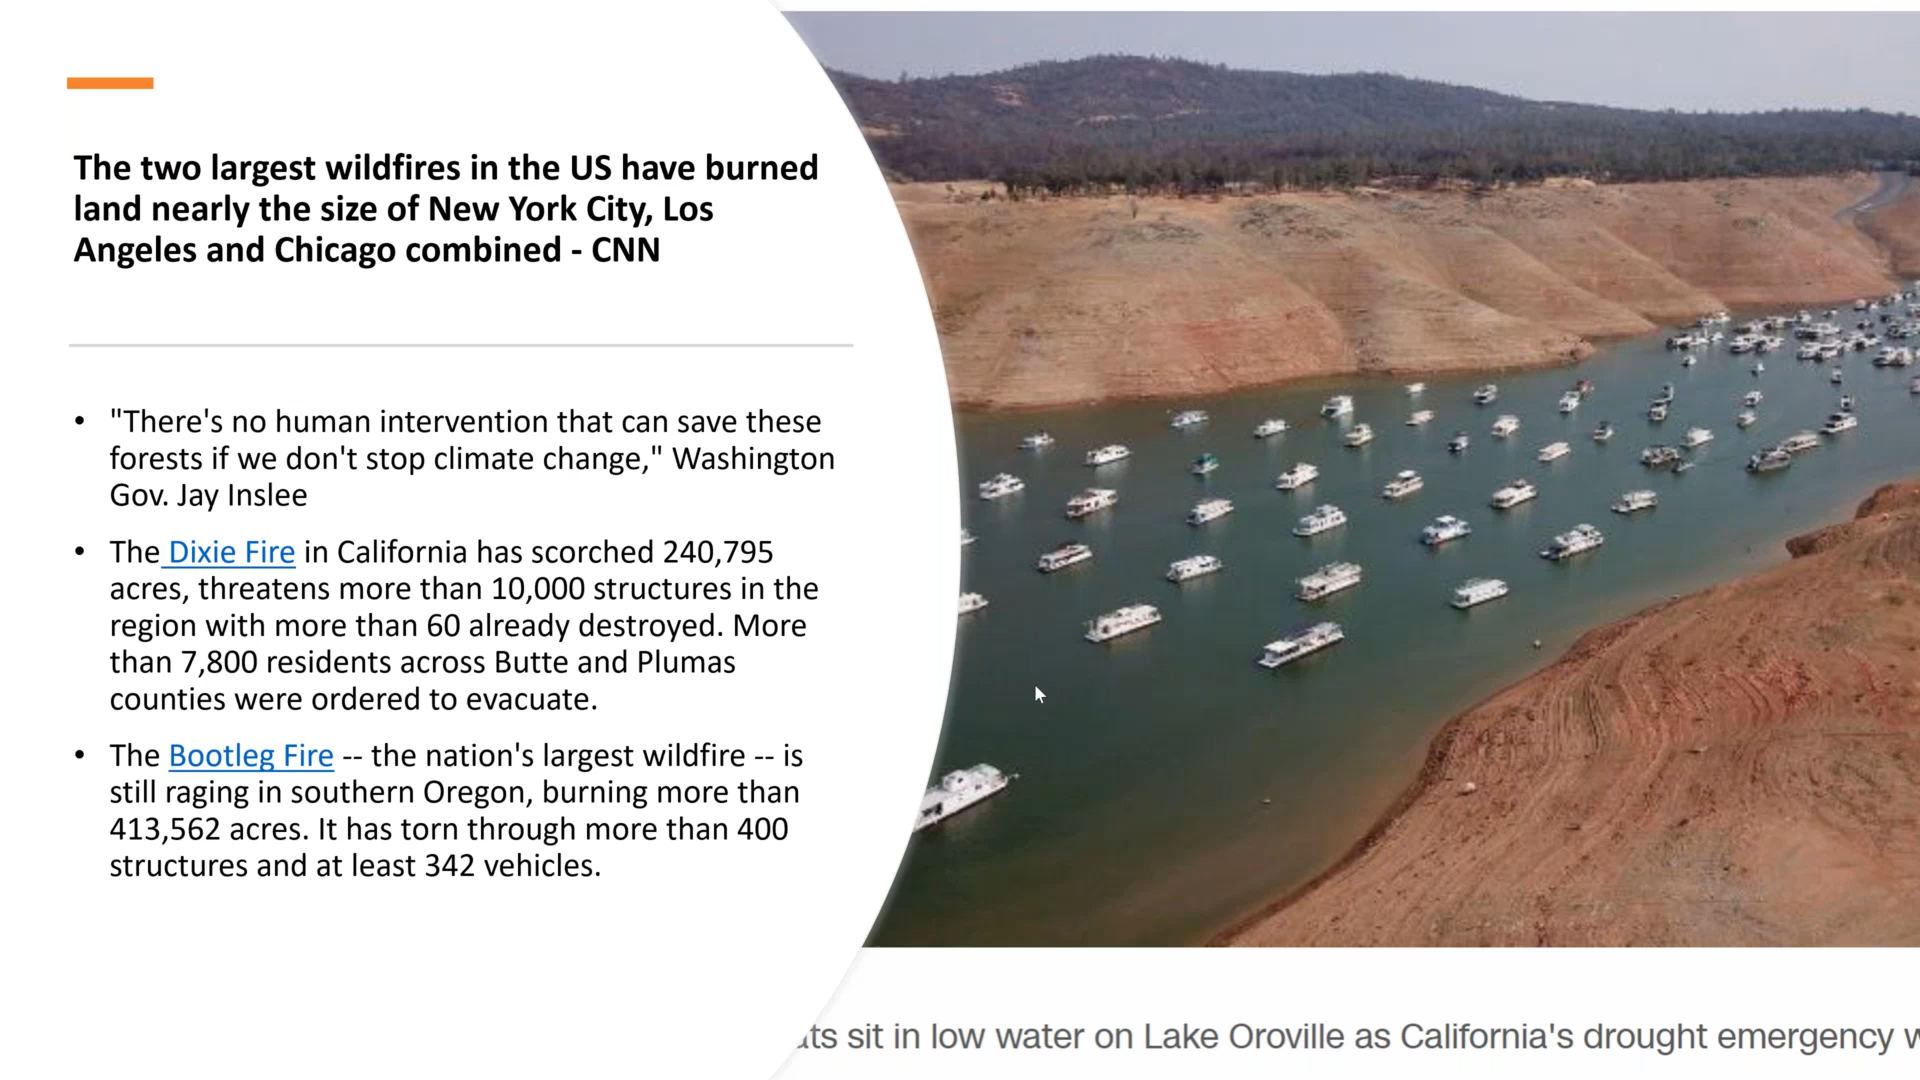 The two largest wildfires in the US have burned
land nearly the size of New York City, Los
Angeles and Chicago combined - CNN
• "There's no human intervention that can save these
forests if we don't stop climate change," Washington
Gov. Jay Inslee
• The Dixie Fire in California has scorched 240,795
acres, threatens more than 10,000 structures in the
region with more than 60 already destroyed. More
than 7,800 residents across Butte and Plumas
counties were ordered to evacuate.
• The Bootleg Fire -- the nation's largest wildfire -- is
still raging in southern Oregon, burning more than
413,562 acres. It has torn through more than 400
structures and at least 342 vehicles.
sit in low water on Lake Oroville as California's drought emergency